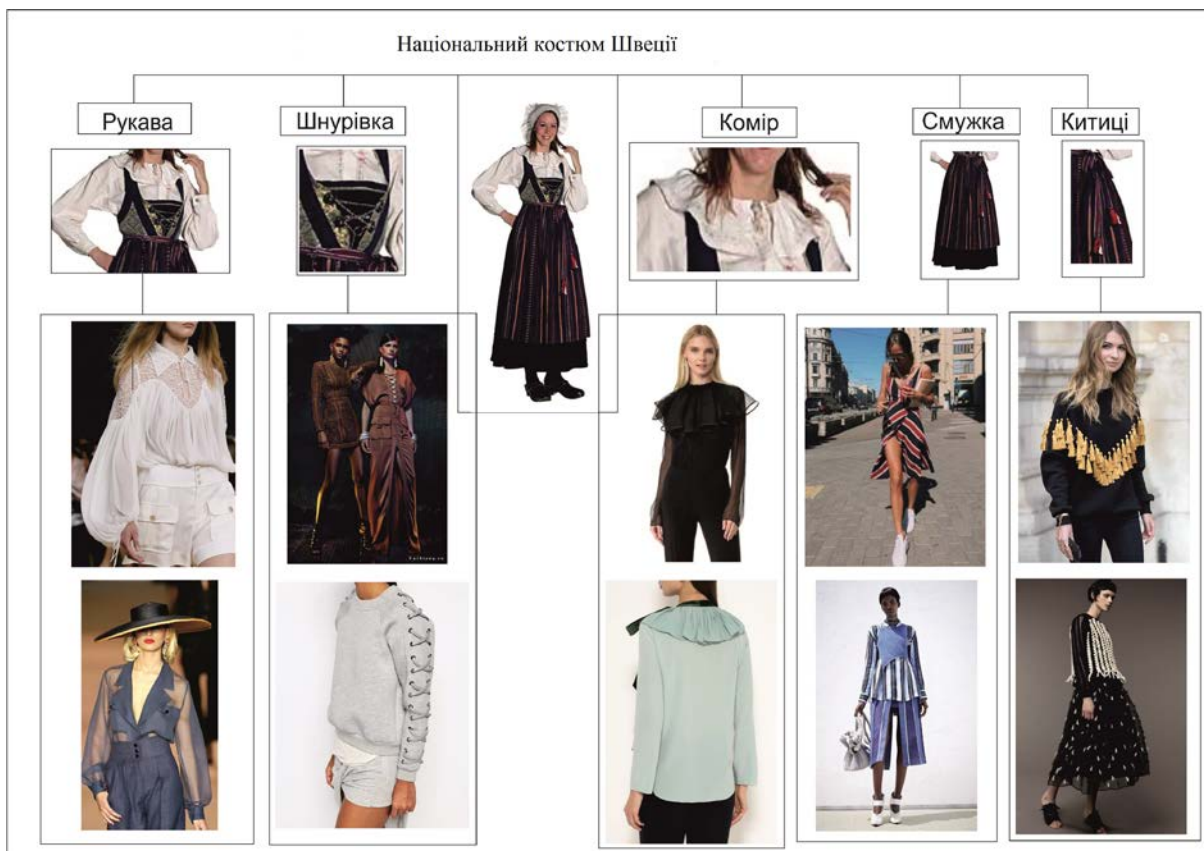 Національний костюм Швеції
Рукава
Шнурівка
Комір
Смужка
Китиці